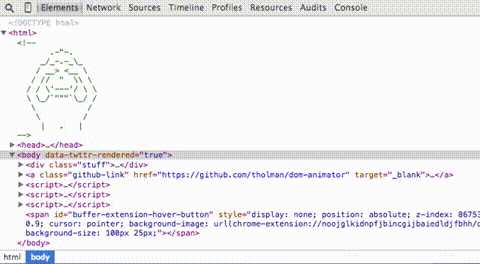 Elements Network Sources Timeline Profiles Resources Audits Console
<!DOCTYPE html>
▼<html>
<!--
-->
▶<head>…</head>
▼<body data-twttr-rendered="true">
▶<div class="stuff">…</div>
▶<a class="github-link" href="https://github.com/tholman/dom-animator" target="_blank">…</a>
▶<script>…</script>
▶<script>…</script>
▶<script>…</script>
<span id="buffer-extension-hover-button" style="display: none; position: absolute; z-index: 86753
0.9; cursor: pointer; background-image: url(chrome-extension://
background-size: 100px 25px;"></span>
</body>
html body